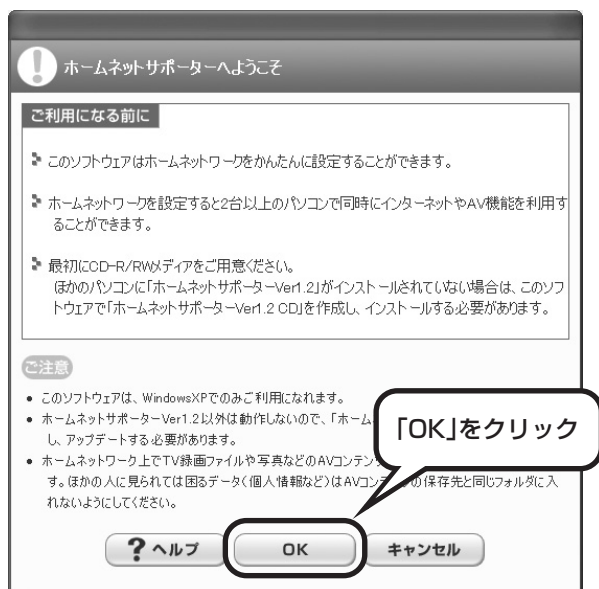 ホームネットサポーターへようこそ
ご利用になる前に
このソフトウェアはホームネットワークをかんたんに設定することができます。
ホームネットワークを設定すると2台以上のパソコンで同時にインターネットやAV機能を利用す
ることができます。
最初にCD-R/RWメディアをご用意ください。
ほかのパソコンに「ホームネットサポーターVer1.2」がインストールされていない場合は、このソフ
トウェアで「ホームネットサポーターVer1.2 CD」を作成し、インストールする必要があります。
ご注意
● このソフトウェアは、WindowsXPでのみご利用になれます。
● ホームネットサポーターVer1.2以外は動作しないので、「ホーム
し、アップデートする必要があります。
● ホームネットワーク上でTV録画ファイルや写真などのAVコンテン
す。ほかの人に見られては困るデータ(個人情報など)はAVコン の保存先と同じフォルダに入
れないようにしてください。
「OK」をクリック
? ヘルプ
OK
キャンセル